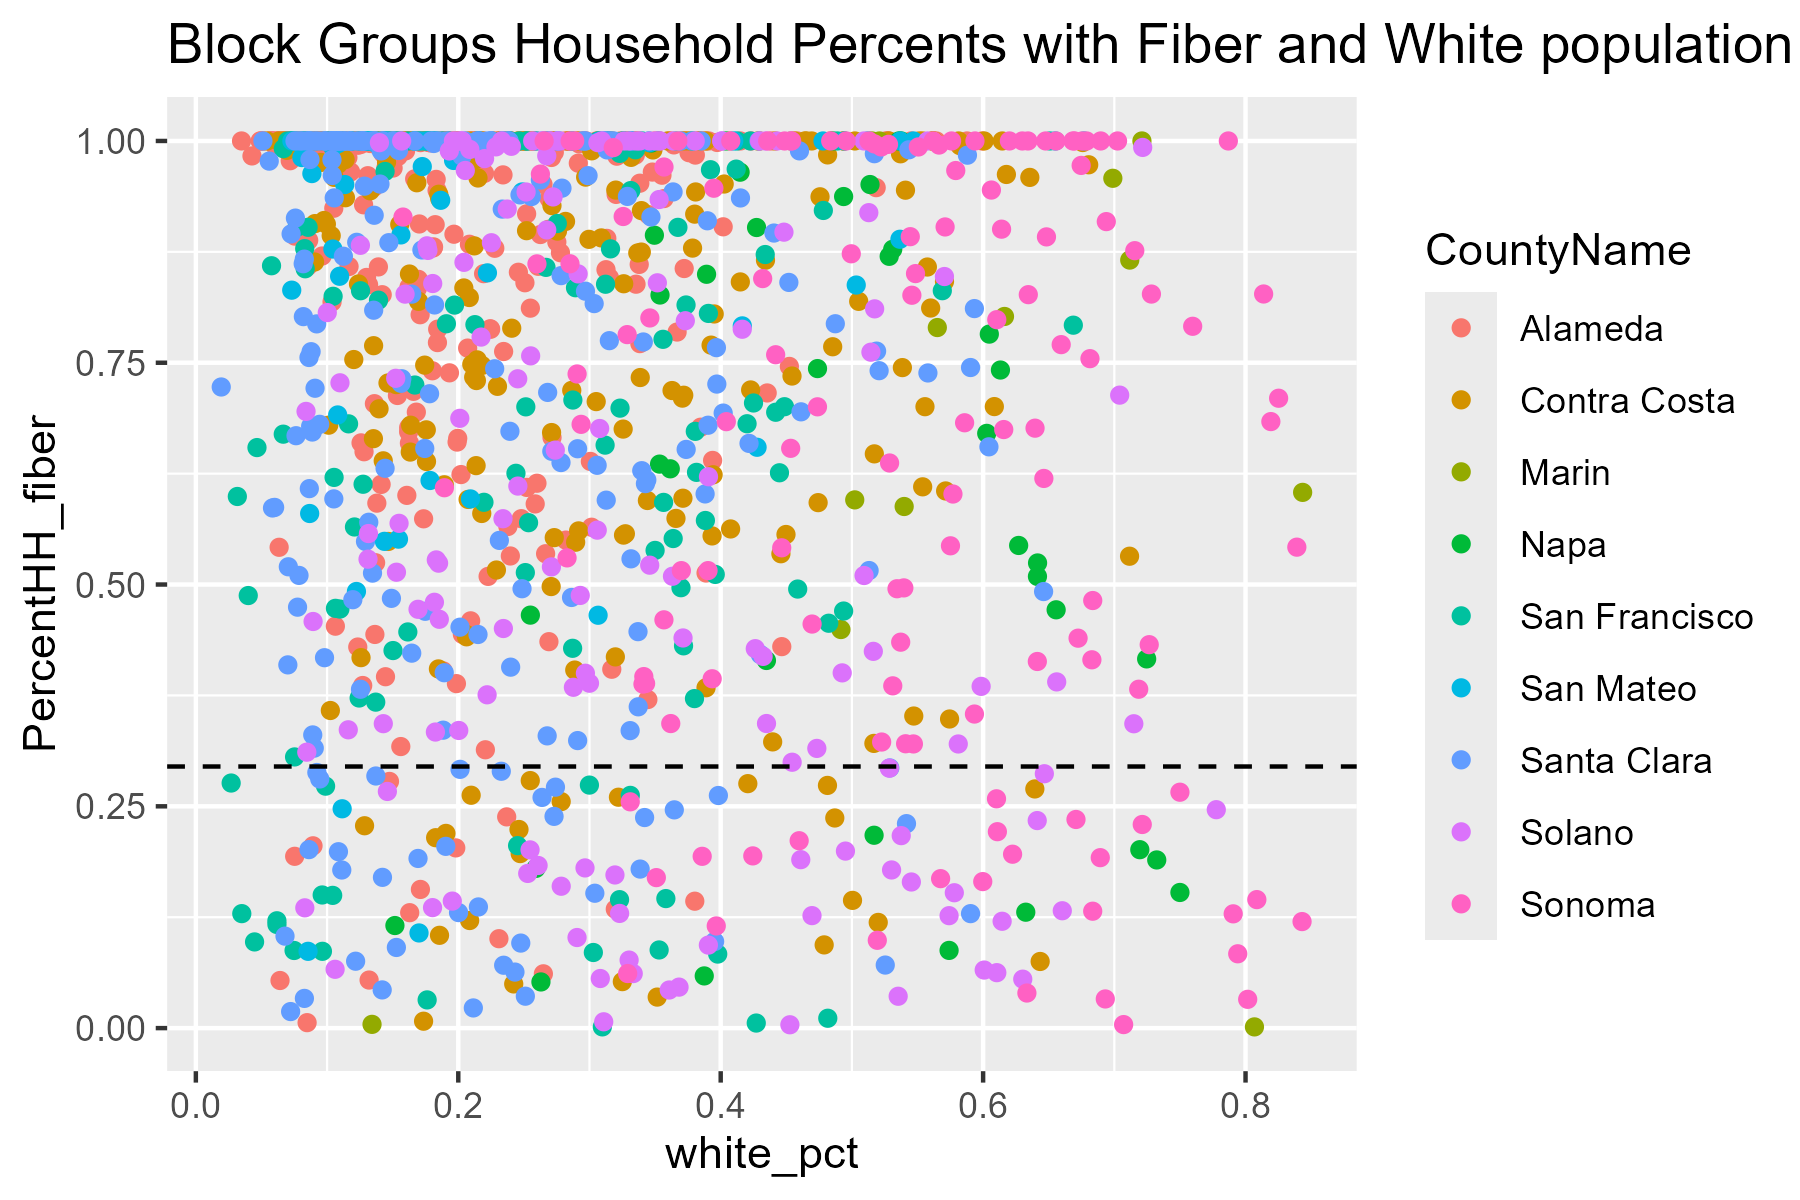 Block Groups Household Percents with Fiber and White population
PercentHH_fiber
1.00
0.75
0.50
0.25
0.00
0.0
0.2
0.4
0.6
0.8
white_pct
CountyName
Alameda
Contra Costa
Marin
Napa
San Francisco
San Mateo
Santa Clara
Solano
Sonoma